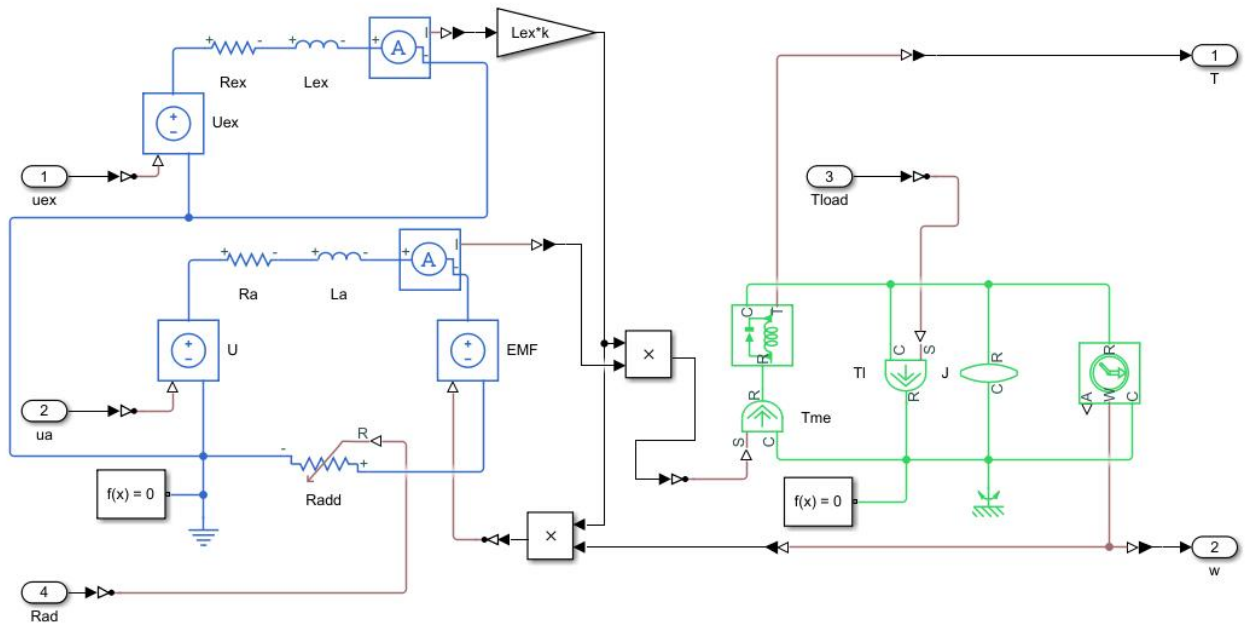 + - + - + A I -
Lex*k
Rex Lex
Uex
+ -
1
uex
1
T
3
Tload
+ - + - + A I -
Ra La
U
EMF
+ -
+ -
×
C T
R
C S
Tl
R
J
R
C
R
A W C
R
S C
Tme
2
ua
- R +
Radd
f(x) = 0
f(x) = 0
×
2
w
4
Rad